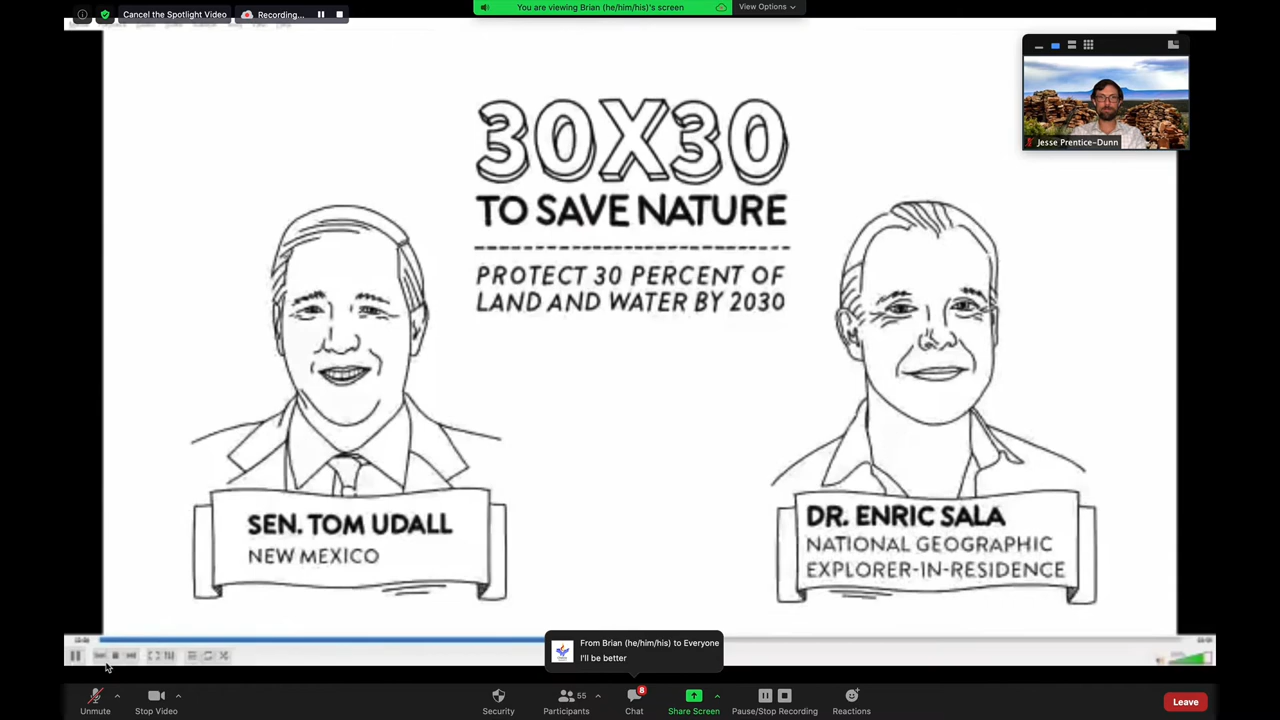 Cancel the Spotlight Video
Recording...
You are viewing Brian (he/him/his)'s screen
View Options
Jesse Prentice-Dunn
30X30
TO SAVE NATURE
PROTECT 30 PERCENT OF
LAND AND WATER BY 2030
SEN. TOM UDALL
NEW MEXICO
DR. ENRIC SALA
NATIONAL GEOGRAPHIC
EXPLORER-IN-RESIDENCE
From Brian (he/him/his) to Everyone
I'll be better
Unmute
Stop Video
Security
Participants
55
Chat
8
Share Screen
Pause/Stop Recording
Reactions
Leave